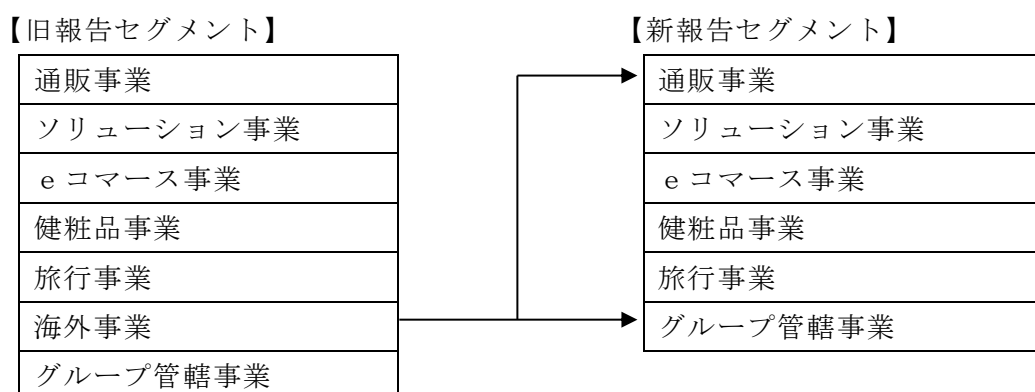 【旧報告セグメント】
通販事業
ソリューション事業
ｅコマース事業
健粧品事業
旅行事業
海外事業
グループ管轄事業
【新報告セグメント】
通販事業
ソリューション事業
ｅコマース事業
健粧品事業
旅行事業
グループ管轄事業